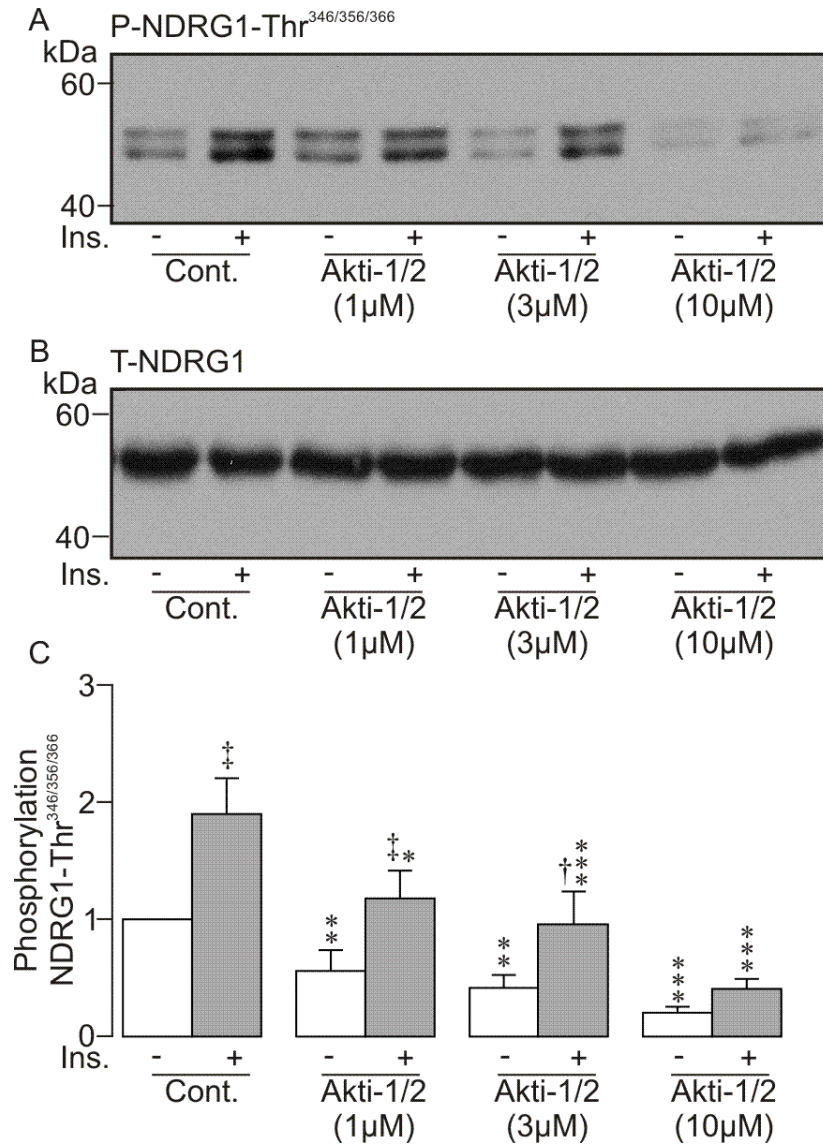 A P-NDRG1-Thr346/356/366
kDa
60
40
Ins. - + - + - + - +
Cont. Akti-1/2 Akti-1/2 Akti-1/2
(1µM) (3µM) (10µM)
B T-NDRG1
kDa
60
40
Ins. - + - + - + - +
Cont. Akti-1/2 Akti-1/2 Akti-1/2
(1µM) (3µM) (10µM)
C
Phosphorylation
NDRG1-Thr346/356/366
3
2
1
0
‡
**
‡*
**
†***
***
***
Ins. - + - + - + - +
Cont. Akti-1/2 Akti-1/2 Akti-1/2
(1µM) (3µM) (10µM)